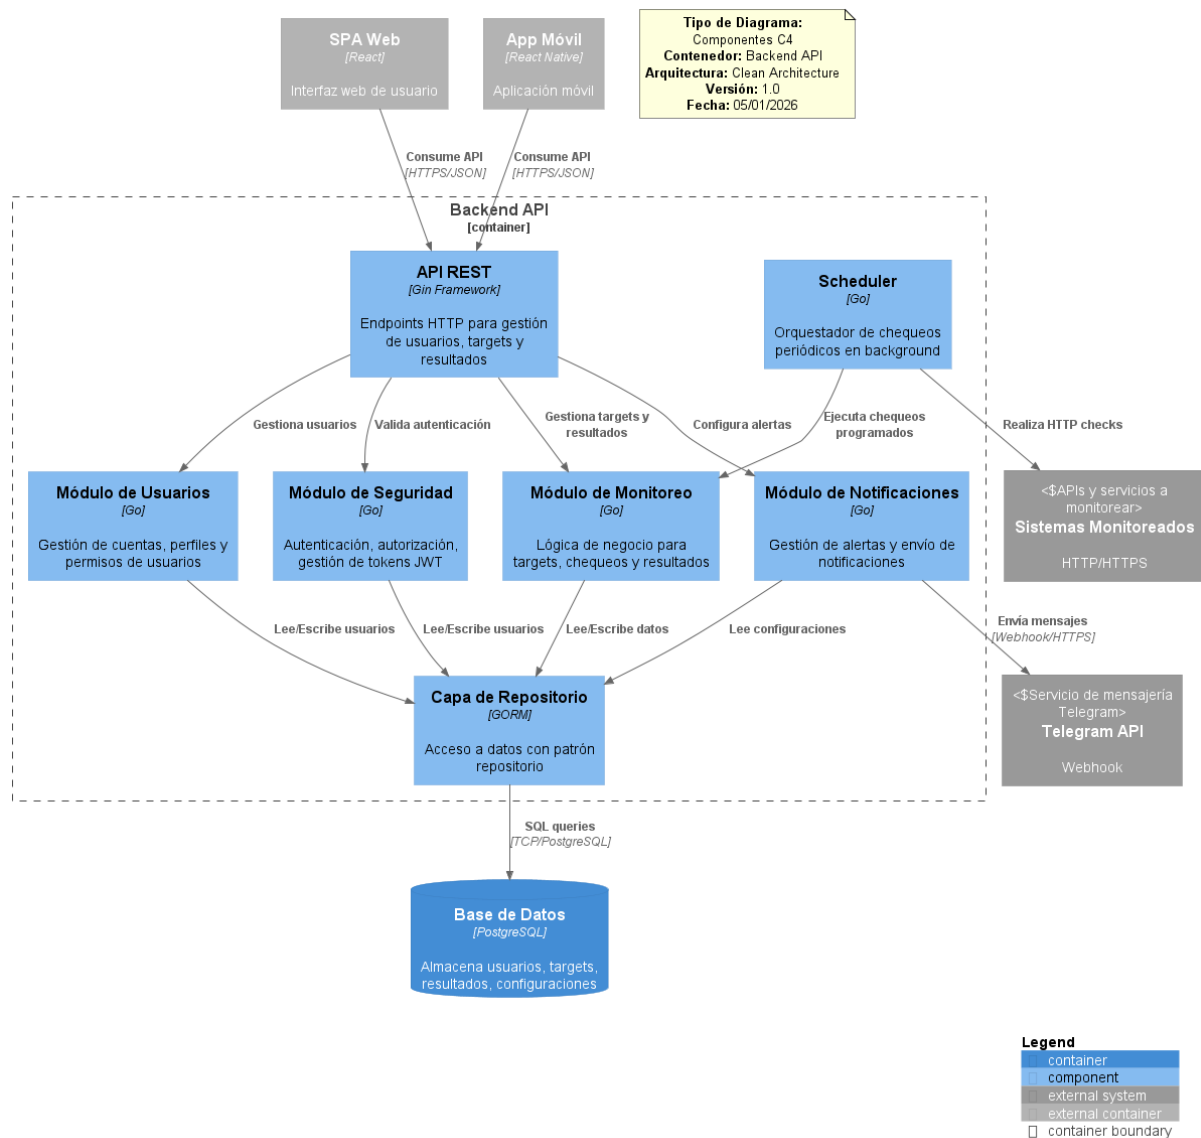 SPA Web
[React]
Interfaz web de usuario
App Móvil
[React Native]
Aplicación móvil
Tipo de Diagrama:
Componentes C4
Contenedor: Backend API
Arquitectura: Clean Architecture
Versión: 1.0
Fecha: 05/01/2026
Consume API
[HTTPS/JSON]
Consume API
[HTTPS/JSON]
Backend API
[container]
API REST
[Gin Framework]
Endpoints HTTP para gestión
de usuarios, targets y
resultados
Scheduler
[Go]
Orquestador de chequeos
periódicos en background
Gestiona usuarios
Valida autenticación
Gestiona targets y
resultados
Configura alertas
Ejecuta chequeos
programados
Realiza HTTP checks
Módulo de Usuarios
[Go]
Gestión de cuentas, perfiles y
permisos de usuarios
Módulo de Seguridad
[Go]
Autenticación, autorización,
gestión de tokens JWT
Módulo de Monitoreo
[Go]
Lógica de negocio para
targets, chequeos y resultados
Módulo de Notificaciones
[Go]
Gestión de alertas y envío de
notificaciones
<$APIs y servicios a
monitorear>
Sistemas Monitoreados
HTTP/HTTPS
Lee/Escribe usuarios
Lee/Escribe usuarios
Lee/Escribe datos
Lee configuraciones
Envía mensajes
[Webhook/HTTPS]
Capa de Repositorio
[GORM]
Acceso a datos con patrón
repositorio
<$Servicio de mensajería
Telegram>
Telegram API
Webhook
SQL queries
[TCP/PostgreSQL]
Base de Datos
[PostgreSQL]
Almacena usuarios, targets,
resultados, configuraciones
Legend
container
component
external system
external container
container boundary